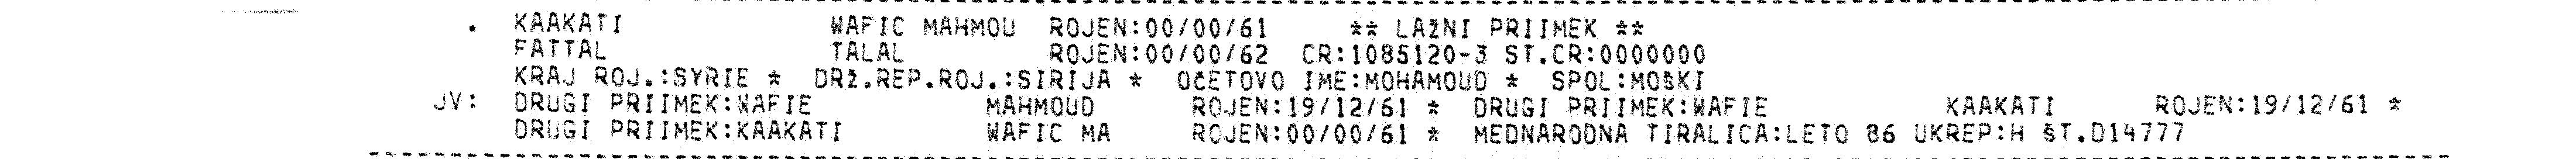 . KAAKATI WAFIC MAHMOU ROJEN:00/00/61 ** LAŽNI PRIIMEK **
FATTAL TALAL ROJEN:00/00/62 CR:1085120-3 ST.CR:0000000
KRAJ ROJ.:SYRIE * DRŽ.REP.ROJ.:SIRIJA * OČETOVO IME:MOHAMOUD * SPOL:MOŠKI
JV: DRUGI PRIIMEK:WAFIE MAHMOUD ROJEN:19/12/61 * DRUGI PRIIMEK:WAFIE KAAKATI ROJEN:19/12/61 *
DRUGI PRIIMEK:KAAKATI WAFIC MA ROJEN:00/00/61 * MEDNARODNA TIRALICA:LETO 86 UKREP:H ŠT.D14777